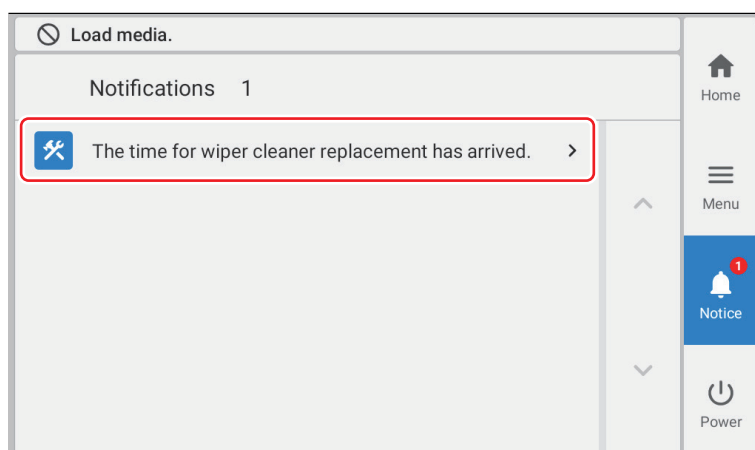 Load media.
Notifications 1
The time for wiper cleaner replacement has arrived.
Home
Menu
1
Notice
Power